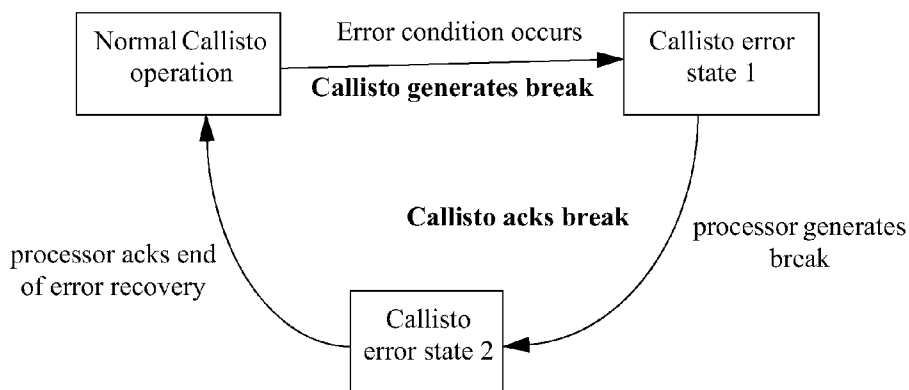 Normal Callisto
operation
Error condition occurs
Callisto generates break
Callisto error
state 1
Callisto acks break
processor generates
break
processor acks end
of error recovery
Callisto
error state 2